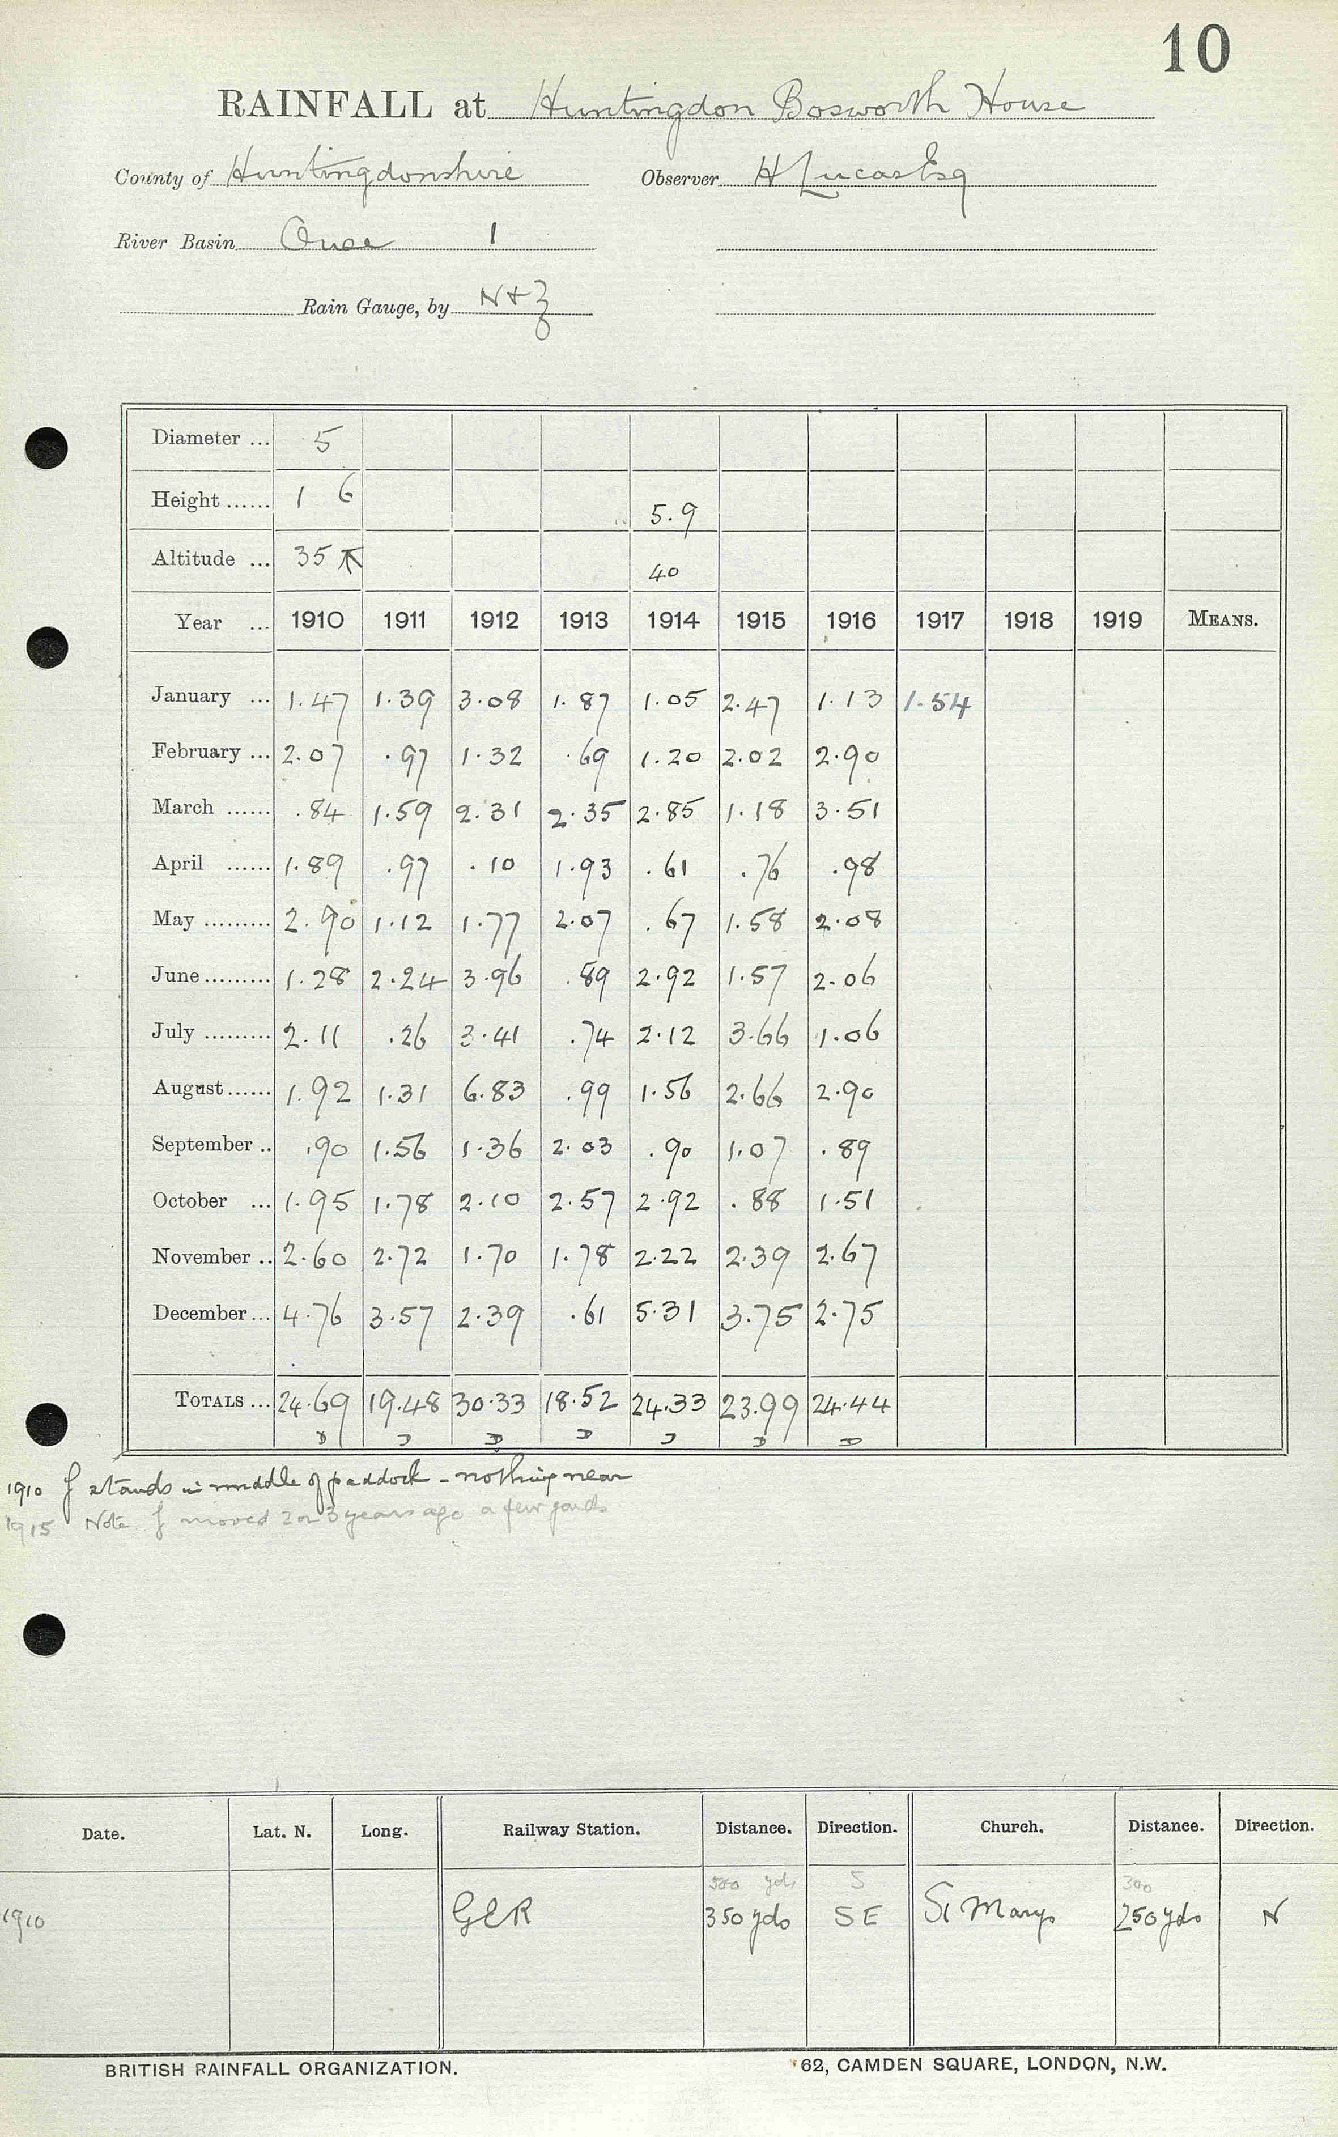 10
RAINFALL at Huntingdon Bosworth House
County of Huntingdonshire Observer H Lucas Esq
River Basin Ouse 1
Rain Gauge, by N+Z
Diameter ... 5
Height ...... 1 6 5.9
Altitude ... 35 40
Year ... 1910 1911 1912 1913 1914 1915 1916 1917 1918 1919 MEANS.
January ... 1.47 1.39 3.08 1.87 1.05 2.47 1.13 1.54
February ... 2.07 .97 1.32 .69 1.20 2.02 2.90
March ...... .84 1.59 2.31 2.35 2.85 1.18 3.51
April ...... 1.89 .97 .10 1.93 .61 .76 .98
May ......... 2.90 1.12 1.77 2.07 .67 1.58 2.08
June ......... 1.28 2.24 3.96 .89 2.92 1.57 2.06
July ......... 2.11 .26 3.41 .74 2.12 3.66 1.06
August ...... 1.92 1.31 6.83 .99 1.56 2.66 2.90
September .. .90 1.56 1.36 2.03 .90 1.07 .89
October ... 1.95 1.78 2.10 2.57 2.92 .88 1.51
November .. 2.60 2.72 1.70 1.78 2.22 2.39 2.67
December ... 4.76 3.57 2.39 .61 5.31 3.75 2.75
TOTALS ... 24.69 19.48 30.33 18.52 24.33 23.99 24.44
1910 g stands in middle of paddock - nothing near
1915 Note g moved 2 or 3 years ago a few yards
Date. Lat. N. Long. Railway Station. Distance. Direction. Church. Distance. Direction.
500 yds S 300
1910 GER 350 yds SE St Marys 250 yds N
BRITISH RAINFALL ORGANIZATION. 62, CAMDEN SQUARE, LONDON, N.W.